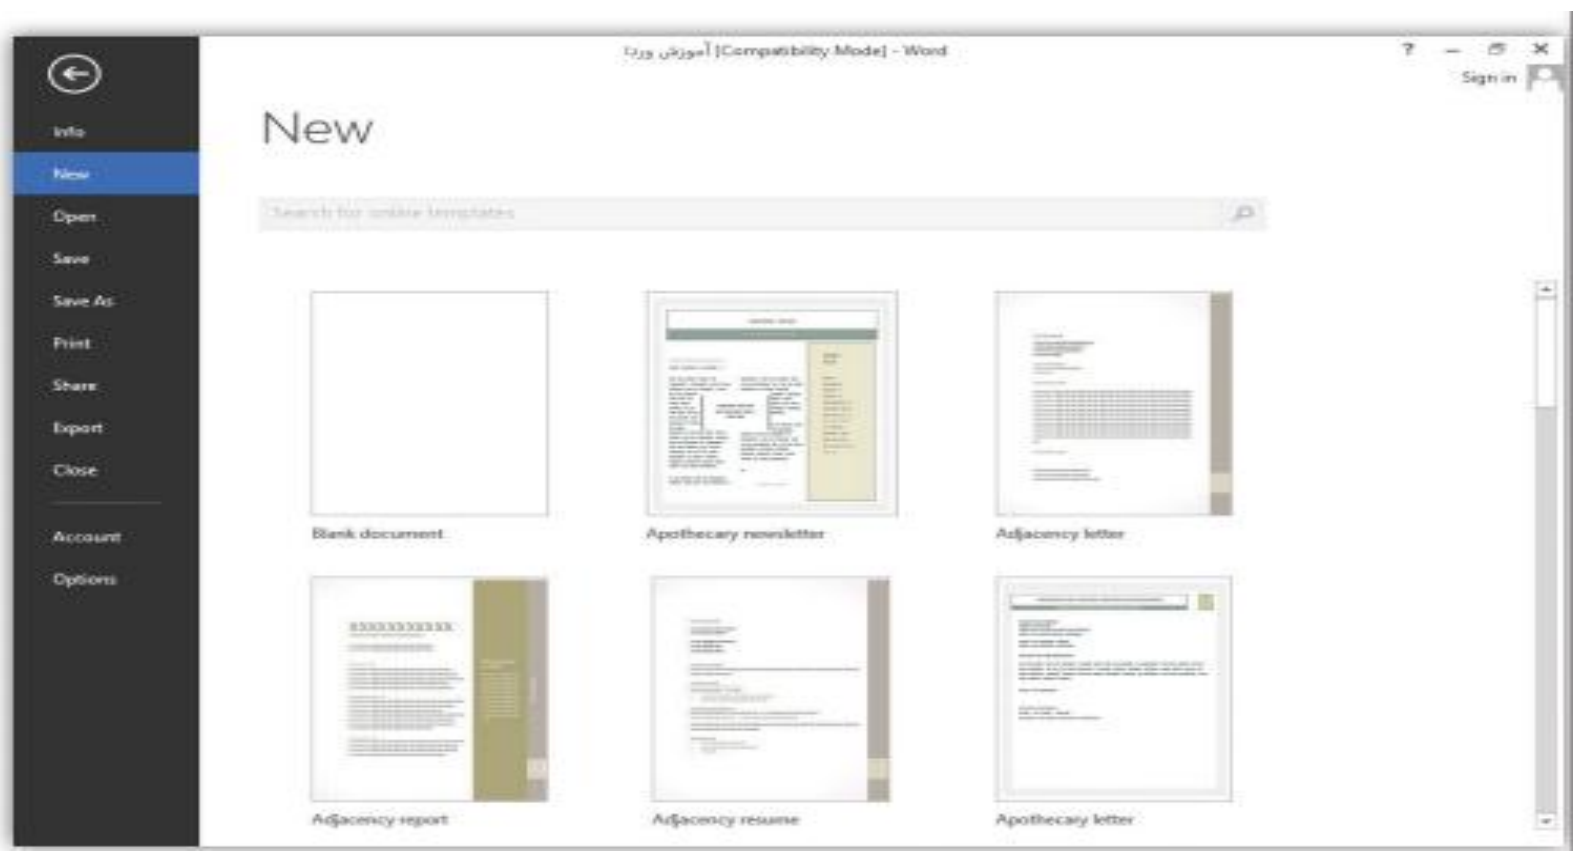 آموزش ورد [Compatibility Mode] - Word
?
Sign in
Info
New
Open
Save
Save As
Print
Share
Export
Close
Account
Options
New
Search for online templates
Blank document
Apothecary newsletter
Adjacency letter
Adjacency report
Adjacency resume
Apothecary letter